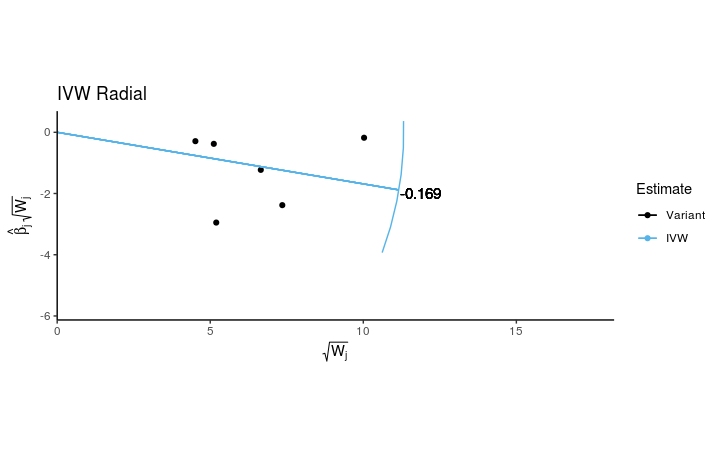 IVW Radial
0
-2
-4
-6
β̂j√Wj
-0.169
0 5 10 15
√Wj
Estimate
Variant
IVW